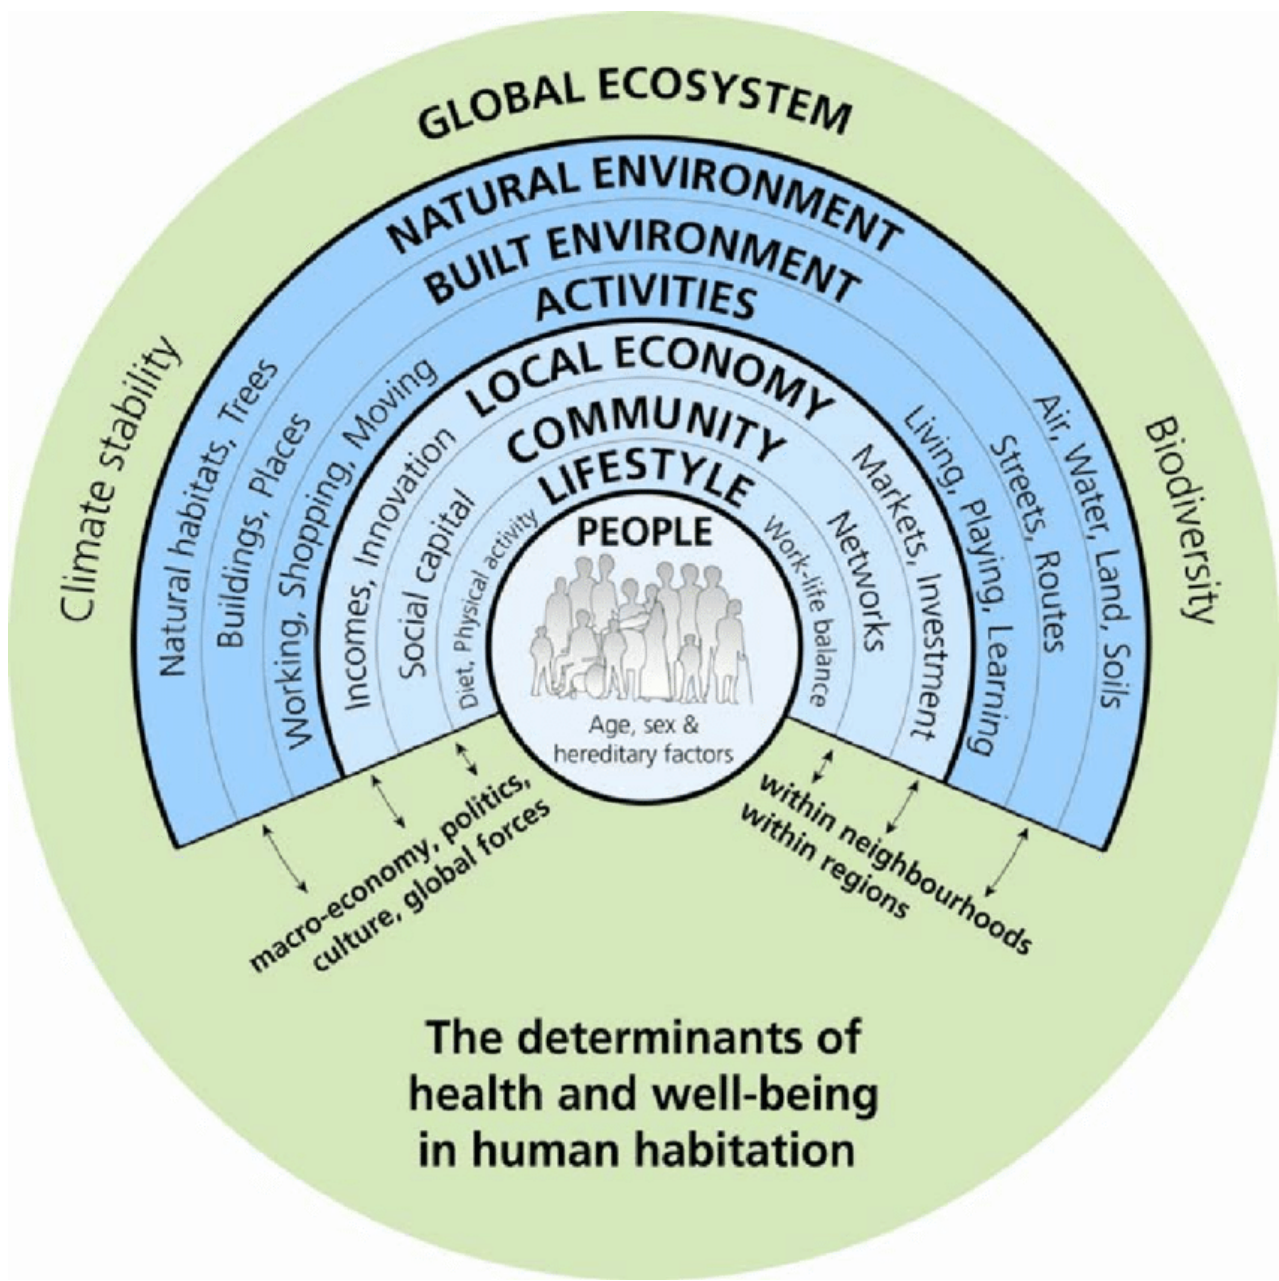 GLOBAL ECOSYSTEM
NATURAL ENVIRONMENT
BUILT ENVIRONMENT
ACTIVITIES
LOCAL ECONOMY
COMMUNITY
LIFESTYLE
PEOPLE
Climate stability
Natural habitats, Trees
Buildings, Places
Working, Shopping, Moving
Incomes, Innovation
Social capital
Diet, Physical activity
Work-life balance
Networks
Markets, Investment
Living, Playing, Learning
Streets, Routes
Air, Water, Land, Soils
Biodiversity
Age, sex &
hereditary factors
macro-economy, politics,
culture, global forces
within neighbourhoods
within regions
The determinants of
health and well-being
in human habitation